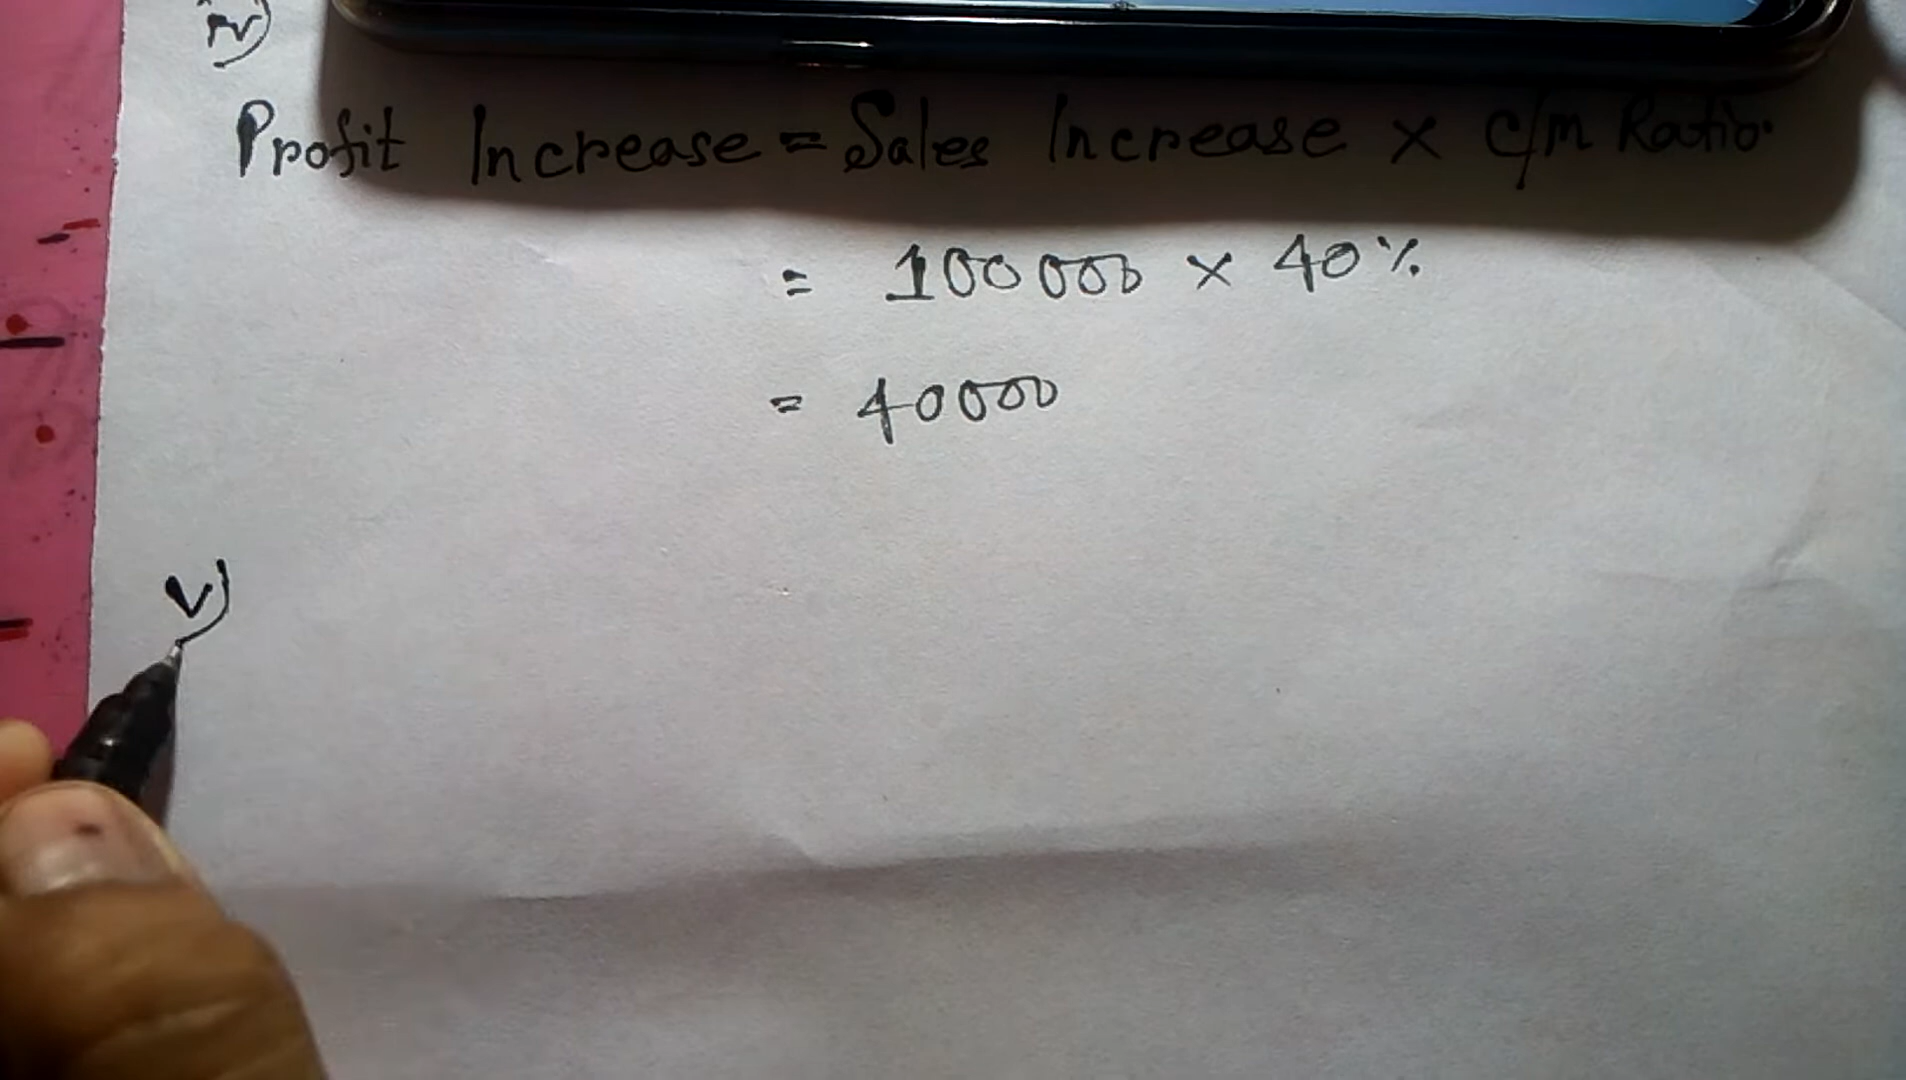 iv)
Profit Increase = Sales Increase × C/M Ratio.
= 100000 × 40%
= 40000
v)